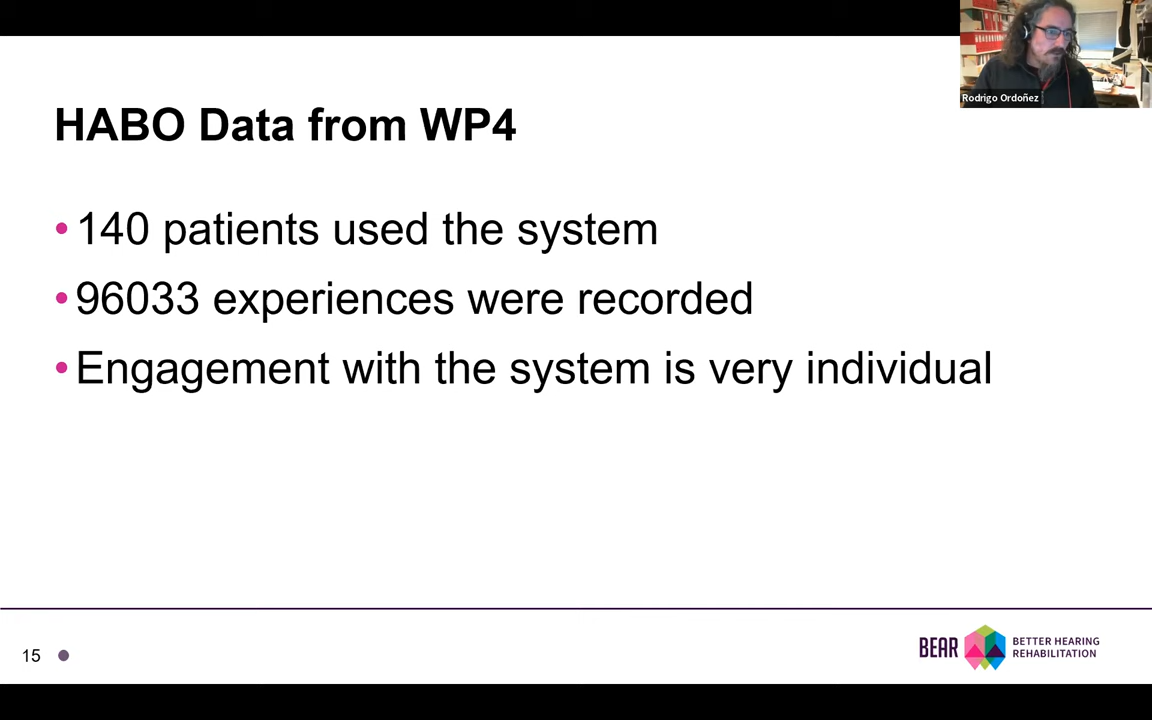 Rodrigo Ordoñez
HABO Data from WP4
•140 patients used the system
•96033 experiences were recorded
•Engagement with the system is very individual
15
BEAR
BETTER HEARING
REHABILITATION